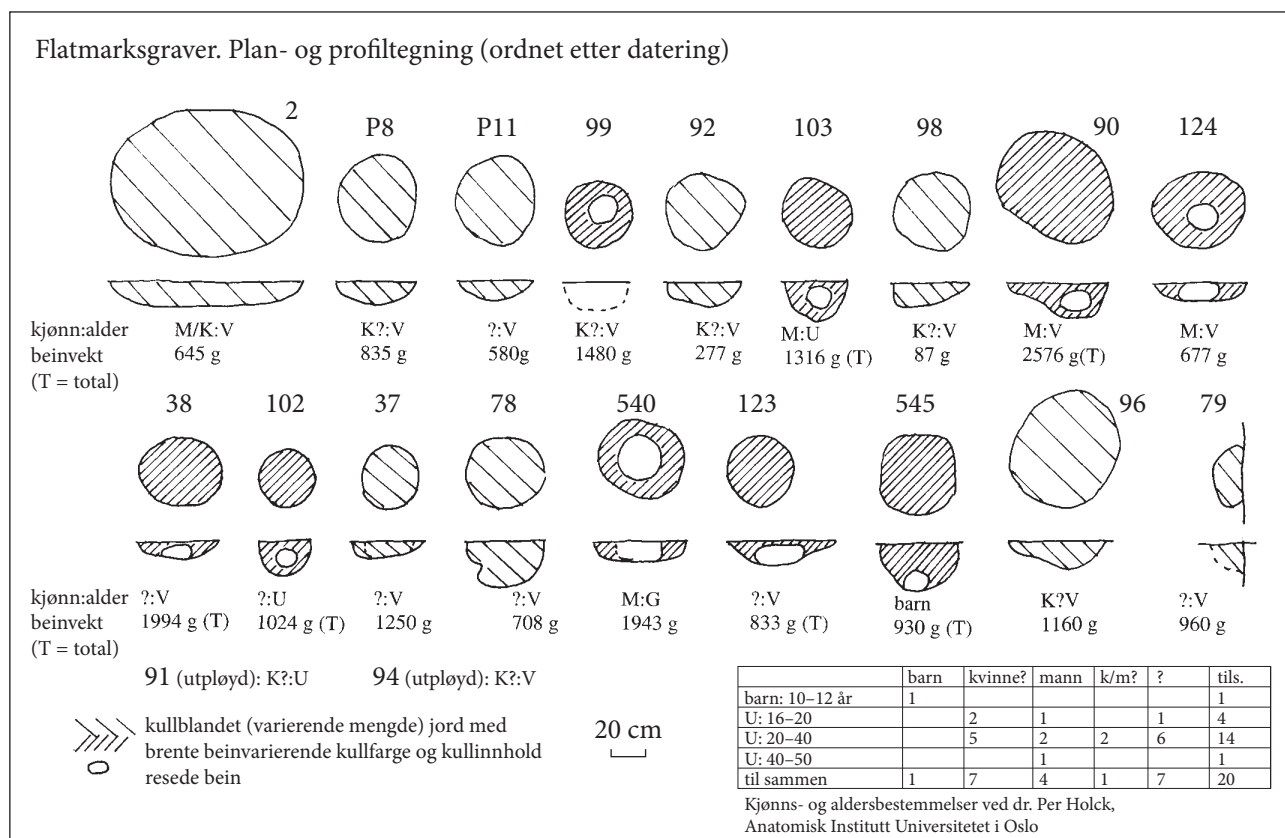 Flatmarksgraver. Plan- og profiltegning (ordnet etter datering)
2 P8 P11 99 92 103 98 90 124
kjønn:alder M/K:V K?:V ?:V K?:V K?:V M:U K?:V M:V M:V
beinvekt 645 g 835 g 580g 1480 g 277 g 1316 g (T) 87 g 2576 g(T) 677 g
(T = total)
38 102 37 78 540 123 545 96 79
kjønn:alder ?:V ?:U ?:V ?:V M:G ?:V barn K?V ?:V
beinvekt 1994 g (T) 1024 g (T) 1250 g 708 g 1943 g 833 g (T) 930 g (T) 1160 g 960 g
(T = total)
91 (utpløyd): K?:U 94 (utpløyd): K?:V
kullblandet (varierende mengde) jord med
brente beinvarierende kullfarge og kullinnhold
resede bein
20 cm
barn kvinne? mann k/m? ? tils.
barn: 10–12 år 1 1
U: 16–20 2 1 1 4
U: 20–40 5 2 2 6 14
U: 40–50 1 1
til sammen 1 7 4 1 7 20
Kjønns- og aldersbestemmelser ved dr. Per Holck,
Anatomisk Institutt Universitetet i Oslo